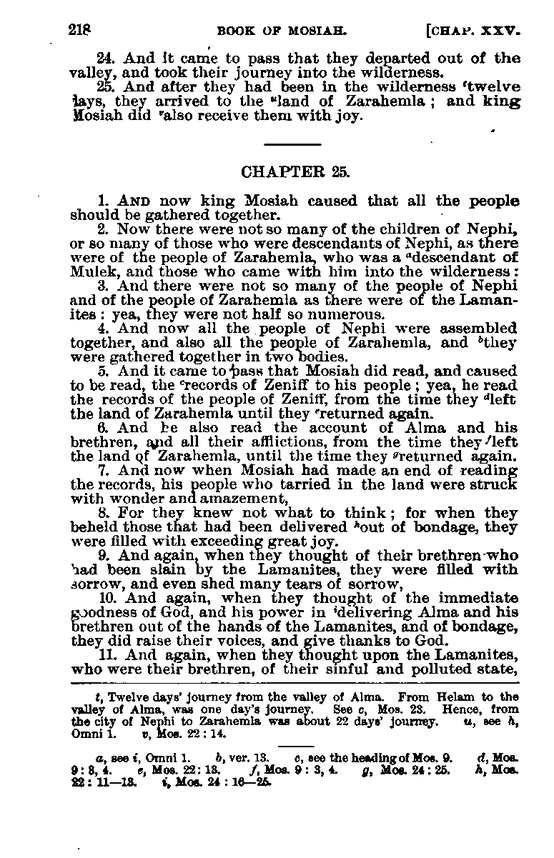 218 BOOK OF MOSIAH. [CHAP. XXV.
24. And it came to pass that they departed out of the
valley, and took their journey into the wilderness.
25. And after they had been in the wilderness ᵗtwelve
days, they arrived to the ᵘland of Zarahemla; and king
Mosiah did ᵛalso receive them with joy.
CHAPTER 25.
1. AND now king Mosiah caused that all the people
should be gathered together.
2. Now there were not so many of the children of Nephi,
or so many of those who were descendants of Nephi, as there
were of the people of Zarahemla, who was a ᵃdescendant of
Mulek, and those who came with him into the wilderness:
3. And there were not so many of the people of Nephi
and of the people of Zarahemla as there were of the Laman-
ites: yea, they were not half so numerous.
4. And now all the people of Nephi were assembled
together, and also all the people of Zarahemla, and ᵇthey
were gathered together in two bodies.
5. And it came to pass that Mosiah did read, and caused
to be read, the ᶜrecords of Zeniff to his people; yea, he read
the records of the people of Zeniff, from the time they ᵈleft
the land of Zarahemla until they ᵉreturned again.
6. And he also read the account of Alma and his
brethren, and all their afflictions, from the time they ᶠleft
the land of Zarahemla, until the time they ᵍreturned again.
7. And now when Mosiah had made an end of reading
the records, his people who tarried in the land were struck
with wonder and amazement,
8. For they knew not what to think; for when they
beheld those that had been delivered ʰout of bondage, they
were filled with exceeding great joy.
9. And again, when they thought of their brethren who
had been slain by the Lamanites, they were filled with
sorrow, and even shed many tears of sorrow,
10. And again, when they thought of the immediate
goodness of God, and his power in ⁱdelivering Alma and his
brethren out of the hands of the Lamanites, and of bondage,
they did raise their voices, and give thanks to God.
11. And again, when they thought upon the Lamanites,
who were their brethren, of their sinful and polluted state,
t, Twelve days' journey from the valley of Alma. From Helam to the
valley of Alma, was one day's journey. See c, Mos. 23. Hence, from
the city of Nephi to Zarahemla was about 22 days' journey. u, see h,
Omni 1. v, Mos. 22:14.
a, see i, Omni 1. b, ver. 13. c, see the heading of Mos. 9. d, Mos.
9:3, 4. e, Mos. 22:13. f, Mos. 9:3, 4. g, Mos. 24:25. h, Mos.
22:11—13. i, Mos. 24:16—25.